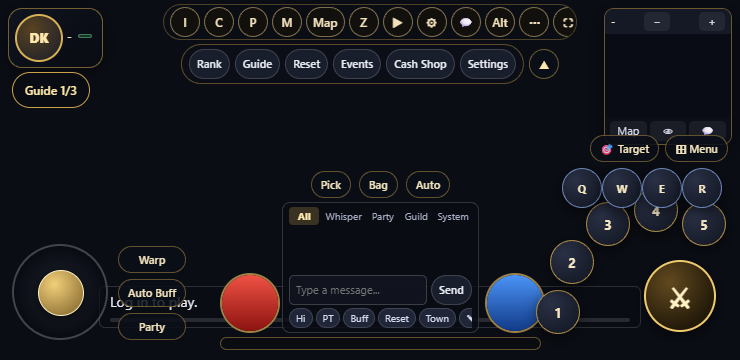 DK -
Guide 1/3
I C P M Map Z ▶ ⚙ 💬 Alt ···
Rank Guide Reset Events Cash Shop Settings ▲
- − +
Map
Target Menu
Pick Bag Auto
Q W E R
3 4 5
2
1
All Whisper Party Guild System
Type a message... Send
Hi PT Buff Reset Town
Warp
Auto Buff
Log in to play.
Party